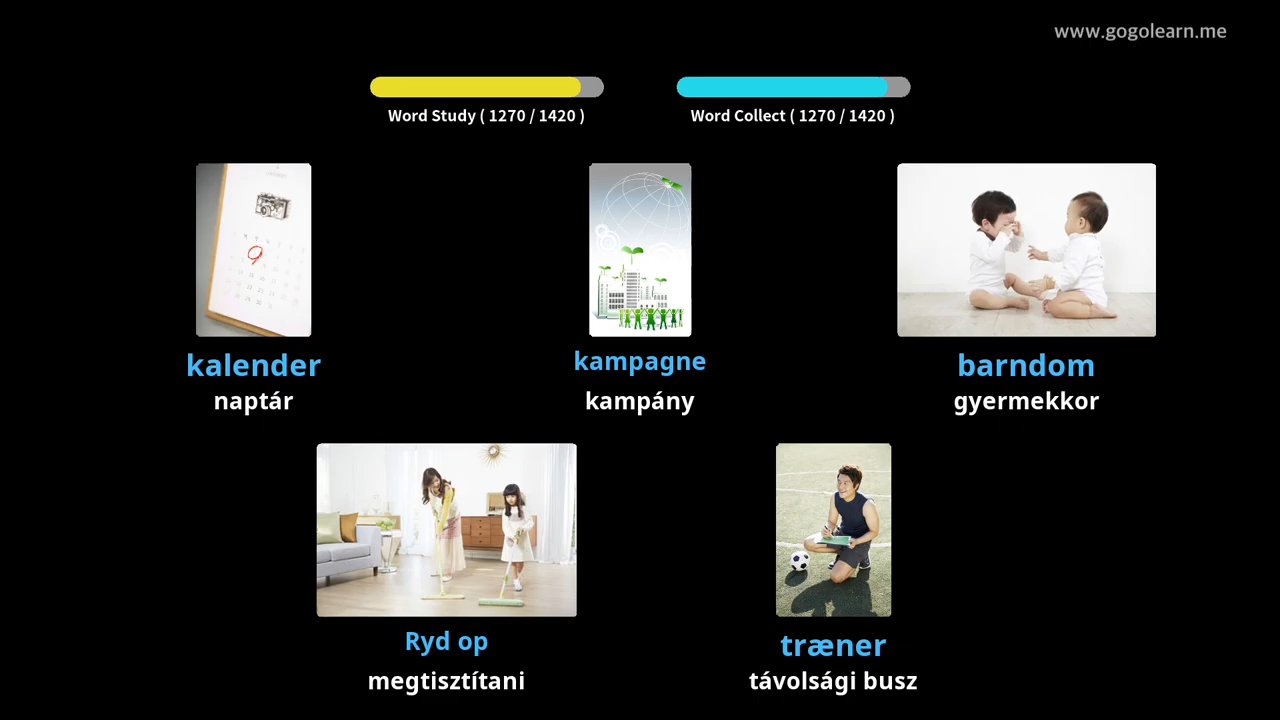 www.gogolearn.me
Word Study ( 1270 / 1420 )
Word Collect ( 1270 / 1420 )
kalender
naptár
kampagne
kampány
barndom
gyermekkor
Ryd op
megtisztítani
træner
távolsági busz